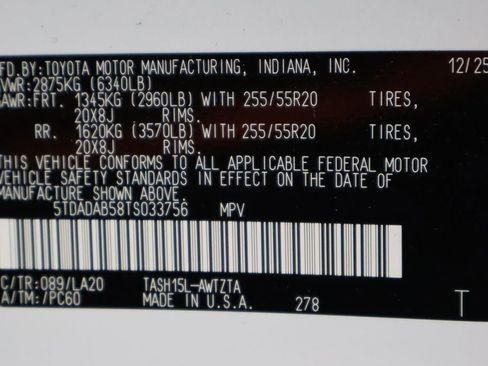 MFD.BY:TOYOTA MOTOR MANUFACTURING, INDIANA, INC. 12/25
GVWR:2875KG (6340LB)
GAWR:FRT. 1345KG (2960LB) WITH 255/55R20 TIRES,
20X8J RIMS.
RR. 1620KG (3570LB) WITH 255/55R20 TIRES,
20X8J RIMS.
THIS VEHICLE CONFORMS TO ALL APPLICABLE FEDERAL MOTOR
VEHICLE SAFETY STANDARDS IN EFFECT ON THE DATE OF
MANUFACTURE SHOWN ABOVE.
5TDADAB58TS033756 MPV
C/TR:089/LA20 TASH15L-AWTZTA
A/TM:/PC60 MADE IN U.S.A. 278 T